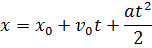 x = x₀ + v₀t + at²/2